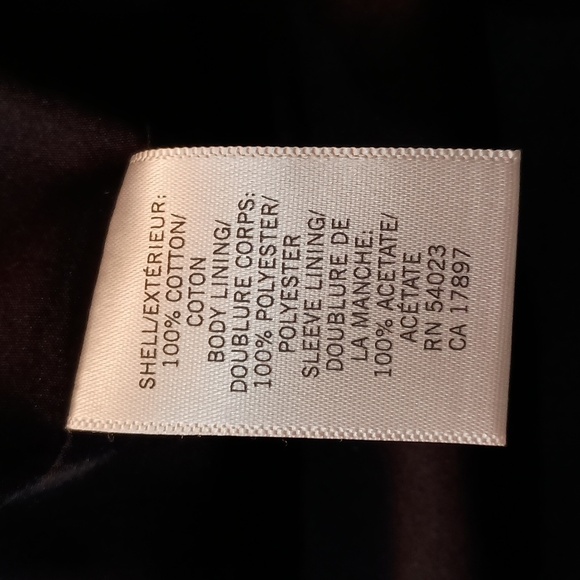 SHELL/EXTÉRIEUR:
100% COTTON/
COTON
BODY LINING/
DOUBLURE CORPS:
100% POLYESTER/
POLYESTER
SLEEVE LINING/
DOUBLURE DE
LA MANCHE:
100% ACETATE/
ACÉTATE
RN 54023
CA 17897